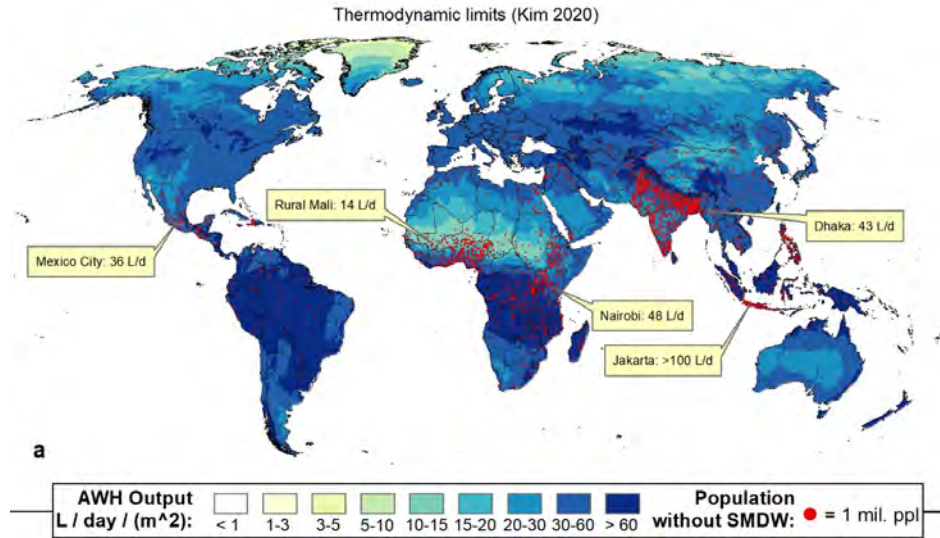 Thermodynamic limits (Kim 2020)
Rural Mali: 14 L/d
Dhaka: 43 L/d
Mexico City: 36 L/d
Nairobi: 48 L/d
Jakarta: >100 L/d
a
AWH Output
L / day / (m^2):
< 1
1-3
3-5
5-10
10-15
15-20
20-30
30-60
> 60
Population
without SMDW:
= 1 mil. ppl